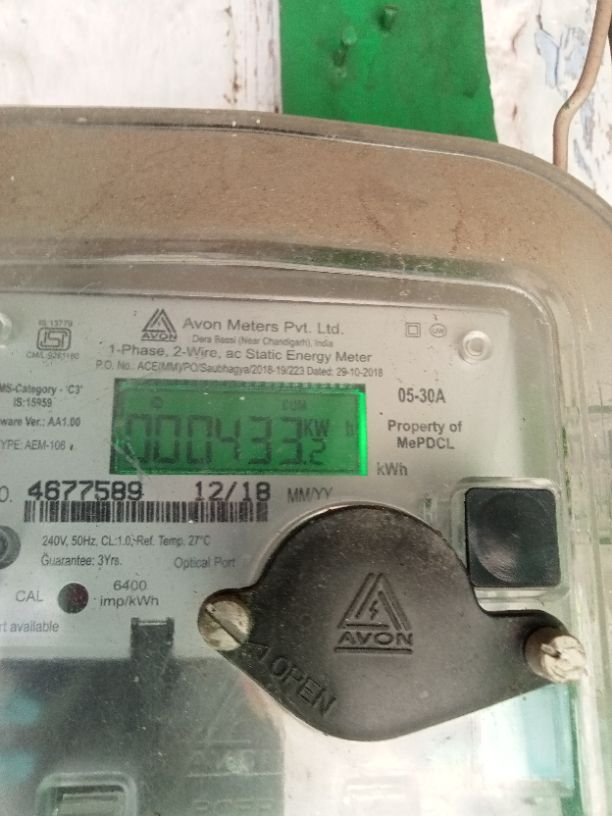 IS 13779
AVON
Avon Meters Pvt. Ltd.
Dera Bassi (Near Chandigarh), India
1-Phase, 2-Wire, ac Static Energy Meter
P.O. No.: ACE(MM)/PO/Saubhagya/2018-19/223 Dated: 29-10-2018
MS-Category - 'C3'
IS:15959
ware Ver.: AA1.00
TYPE: AEM-106
CUM
000433.2 KW h
kWh
05-30A
Property of
MePDCL
O. 4677589 12/18 MM/YY
240V, 50Hz, CL:1.0, Ref. Temp. 27°C
Guarantee: 3Yrs. Optical Port
CAL 6400
imp/kWh
rt available
AVON
OPEN